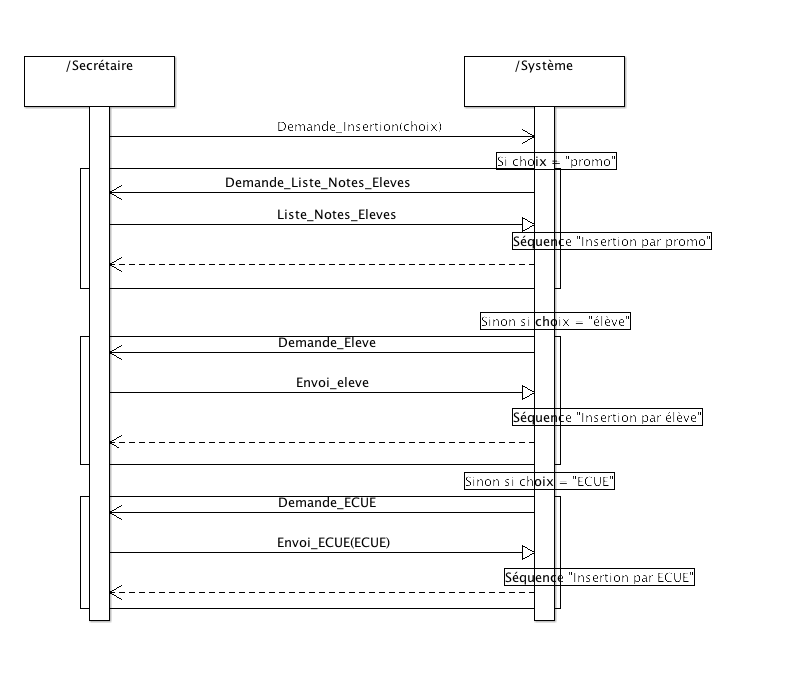 /Secrétaire
/Système
Demande_Insertion(choix)
Si choix = "promo"
Demande_Liste_Notes_Eleves
Liste_Notes_Eleves
Séquence "Insertion par promo"
Sinon si choix = "élève"
Demande_Eleve
Envoi_eleve
Séquence "Insertion par élève"
Sinon si choix = "ECUE"
Demande_ECUE
Envoi_ECUE(ECUE)
Séquence "Insertion par ECUE"